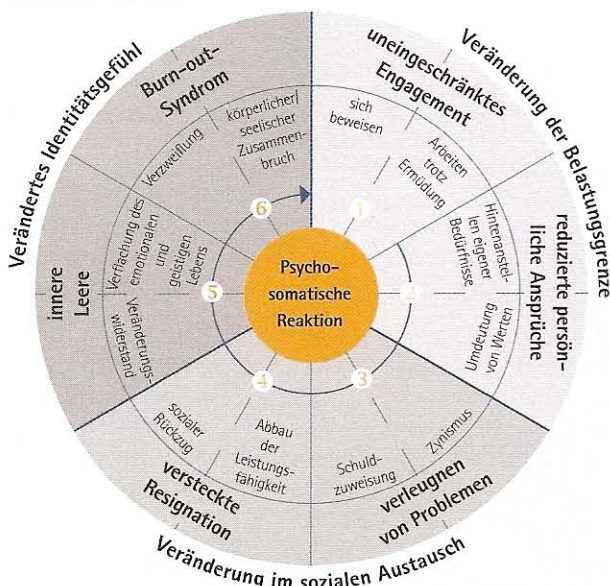 Veränderung der Belastungsgrenze
uneingeschränktes
Engagement
sich
beweisen
Arbeiten
trotz
Ermüdung
1
reduzierte persön-
liche Ansprüche
Hintenanstel-
len eigener
Bedürfnisse
Umdeutung
von Werten
2
Veränderung im sozialen Austausch
verleugnen
von Problemen
Zynismus
Schuld-
zuweisung
3
versteckte
Resignation
Abbau
der
Leistungs-
fähigkeit
sozialer
Rückzug
4
Verändertes Identitätsgefühl
innere
Leere
Veränderungs-
widerstand
Verflachung des
emotionalen
und
geistigen
Lebens
5
Burn-out-
Syndrom
Verzweiflung
körperlicher/
seelischer
Zusammen-
bruch
6
Psycho-
somatische
Reaktion